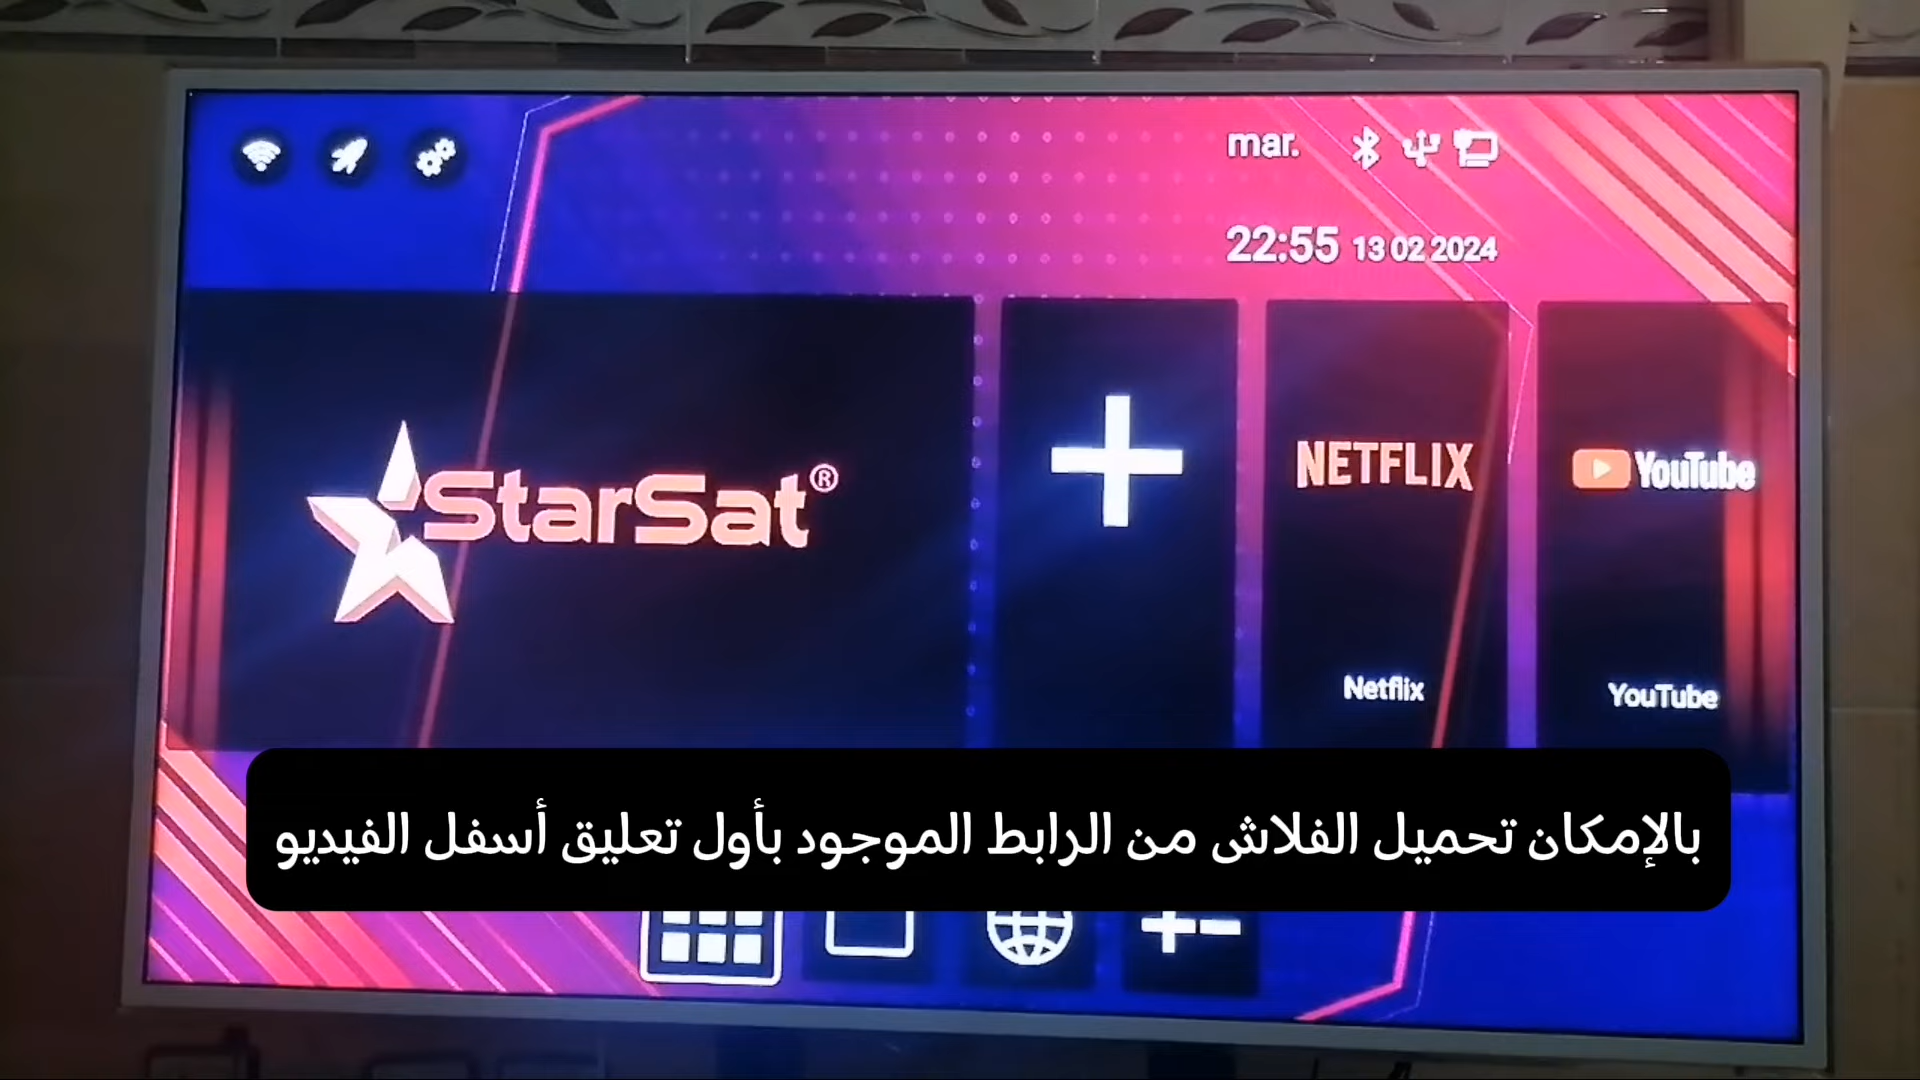 mar.
22:55 13 02 2024
StarSat®
NETFLIX
YouTube
Netflix
YouTube
بالإمكان تحميل الفلاش من الرابط الموجود بأول تعليق أسفل الفيديو